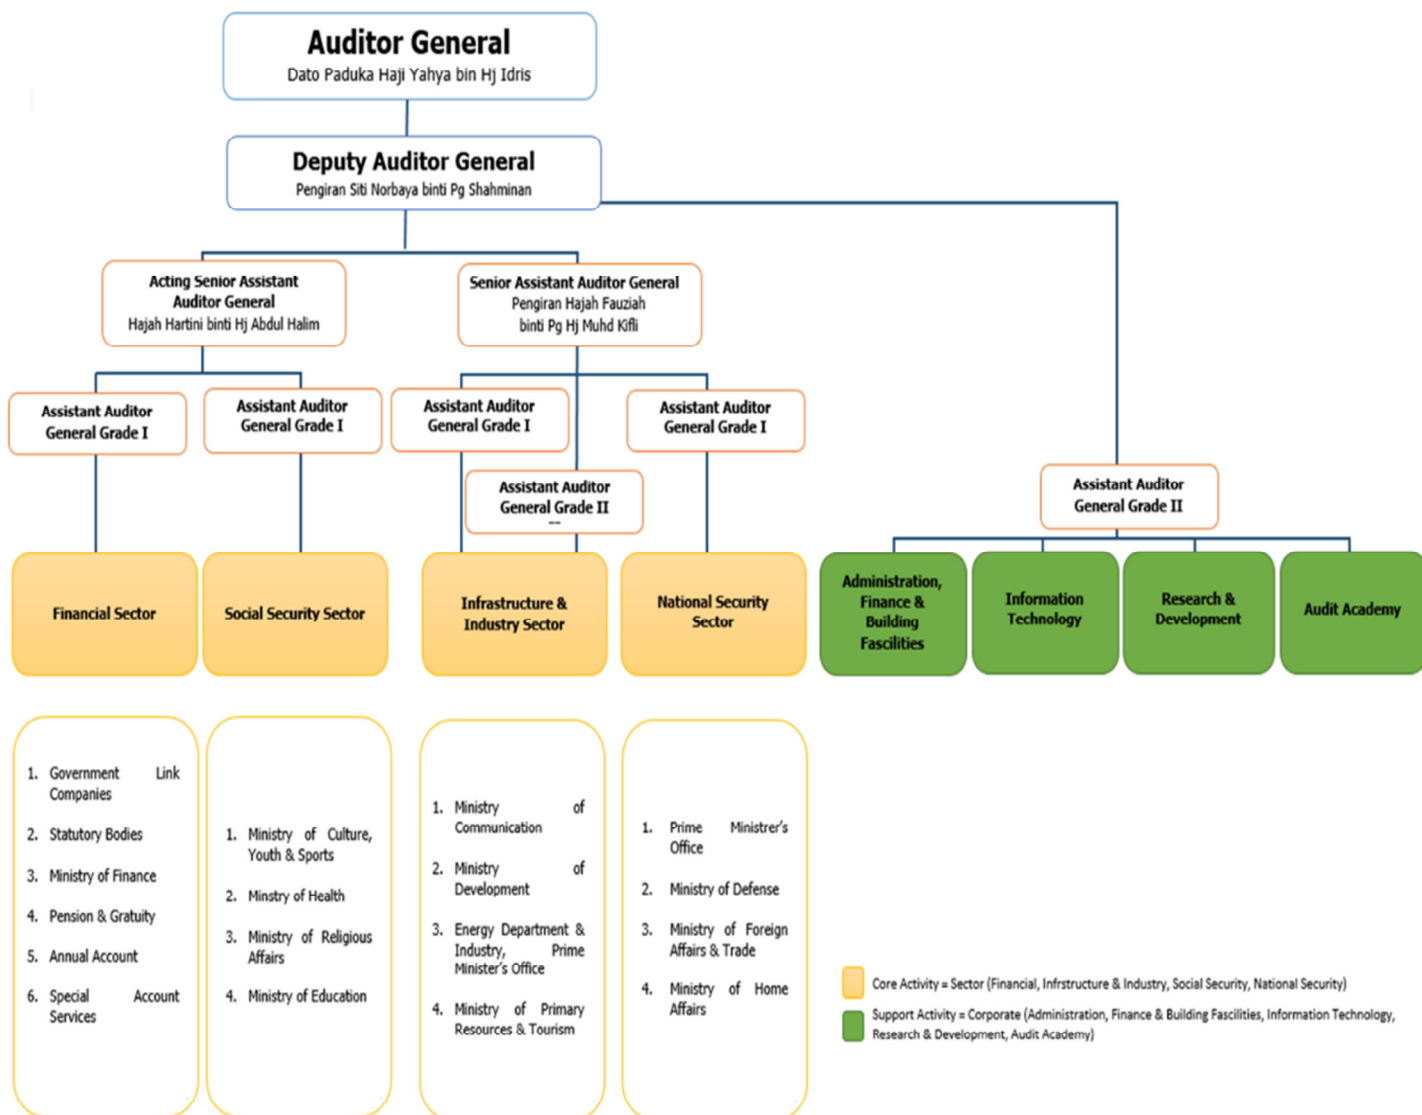 Auditor General
Dato Paduka Haji Yahya bin Hj Idris
Deputy Auditor General
Pengiran Siti Norbaya binti Pg Shahminan
Acting Senior Assistant
Auditor General
Hajah Hartini binti Hj Abdul Halim
Senior Assistant Auditor General
Pengiran Hajah Fauziah
binti Pg Hj Muhd Kifli
Assistant Auditor
General Grade I
Assistant Auditor
General Grade I
Assistant Auditor
General Grade I
Assistant Auditor
General Grade I
Assistant Auditor
General Grade II
--
Assistant Auditor
General Grade II
Financial Sector
Social Security Sector
Infrastructure &
Industry Sector
National Security
Sector
Administration,
Finance &
Building
Fascilities
Information
Technology
Research &
Development
Audit Academy
1. Government Link
Companies
2. Statutory Bodies
3. Ministry of Finance
4. Pension & Gratuity
5. Annual Account
6. Special Account
Services
1. Ministry of Culture,
Youth & Sports
2. Minstry of Health
3. Ministry of Religious
Affairs
4. Ministry of Education
1. Ministry of
Communication
2. Ministry of
Development
3. Energy Department &
Industry, Prime
Minister's Office
4. Ministry of Primary
Resources & Tourism
1. Prime Ministrer's
Office
2. Ministry of Defense
3. Ministry of Foreign
Affairs & Trade
4. Ministry of Home
Affairs
Core Activity = Sector (Financial, Infrstructure & Industry, Social Security, National Security)
Support Activity = Corporate (Administration, Finance & Building Fascilities, Information Technology,
Research & Development, Audit Academy)